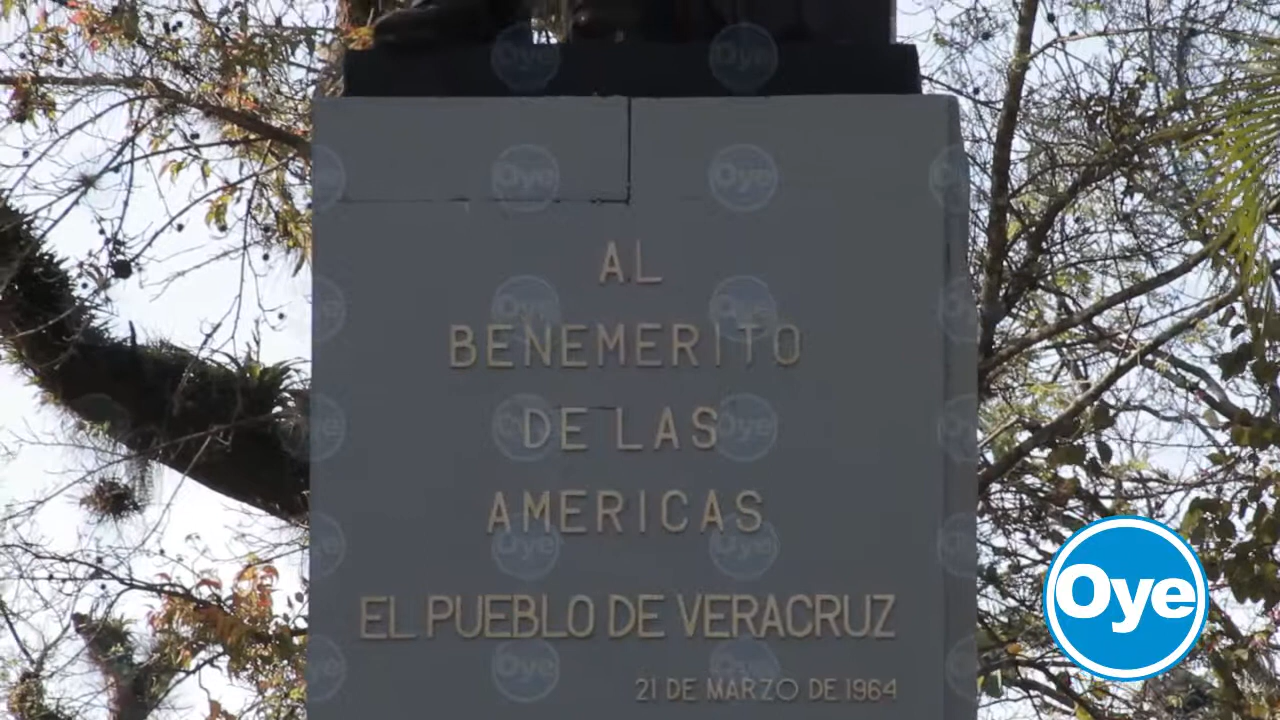 AL
BENEMERITO
DE LAS
AMERICAS
EL PUEBLO DE VERACRUZ
21 DE MARZO DE 1964
Oye